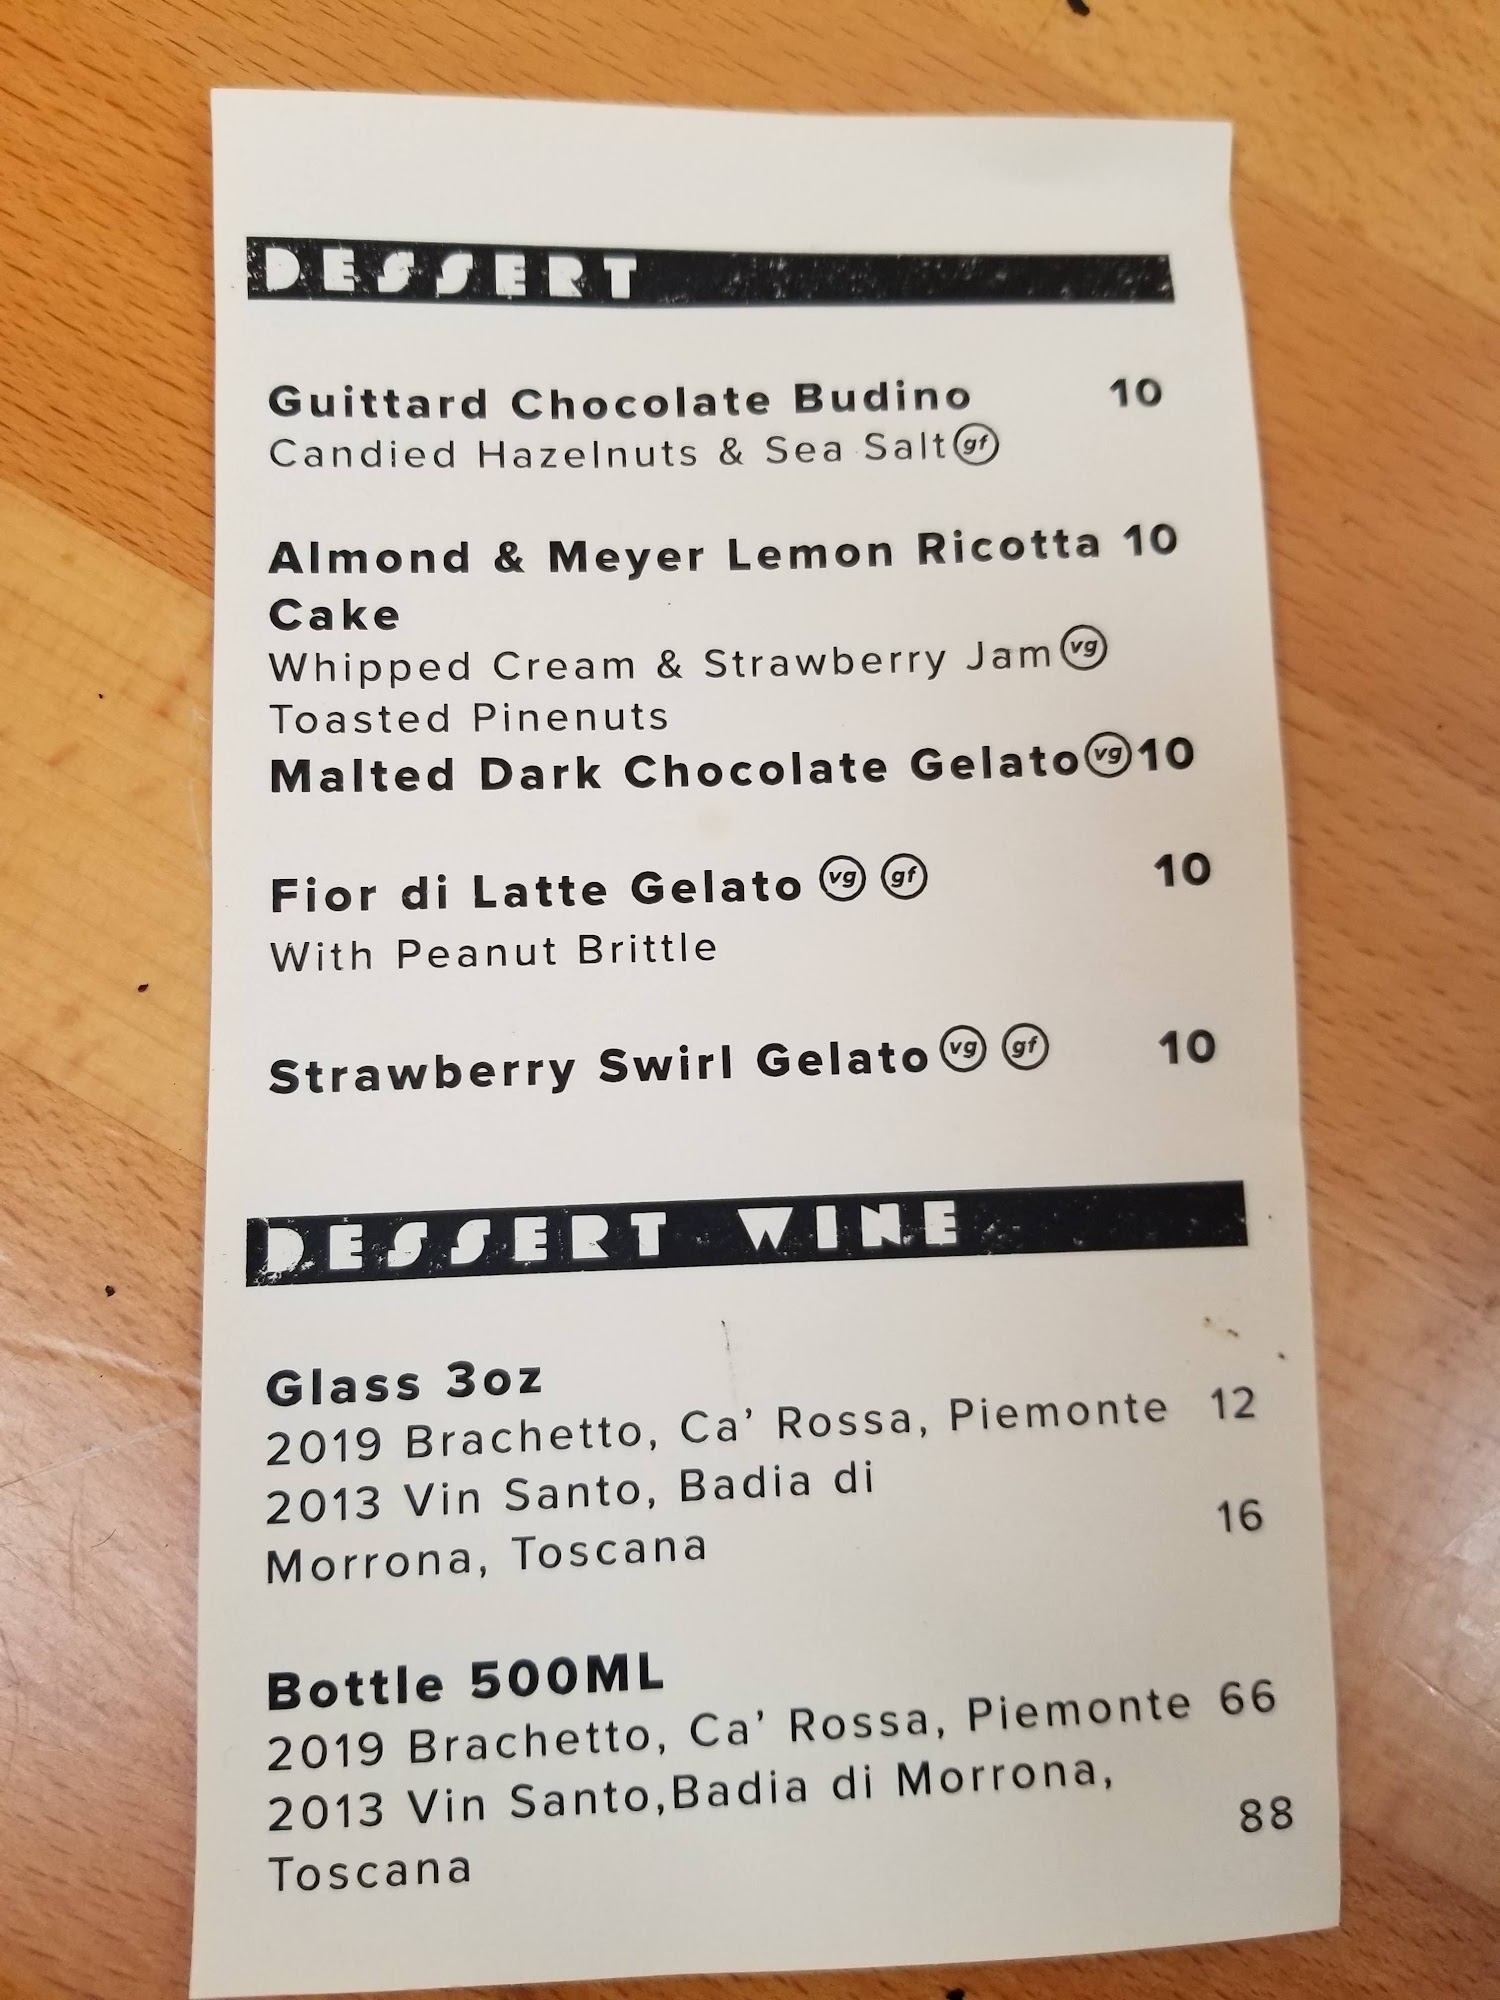 DESSERT
Guittard Chocolate Budino 10
Candied Hazelnuts & Sea Salt gf
Almond & Meyer Lemon Ricotta 10
Cake
Whipped Cream & Strawberry Jam vg
Toasted Pinenuts
Malted Dark Chocolate Gelato vg 10
Fior di Latte Gelato vg gf 10
With Peanut Brittle
Strawberry Swirl Gelato vg gf 10
DESSERT WINE
Glass 3oz
2019 Brachetto, Ca' Rossa, Piemonte 12
2013 Vin Santo, Badia di
Morrona, Toscana 16
Bottle 500ML
2019 Brachetto, Ca' Rossa, Piemonte 66
2013 Vin Santo,Badia di Morrona,
Toscana 88